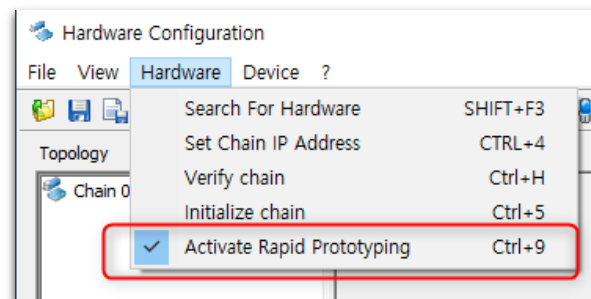 Hardware Configuration
File View Hardware Device ?
Topology
Chain 0
Search For Hardware SHIFT+F3
Set Chain IP Address CTRL+4
Verify chain Ctrl+H
Initialize chain Ctrl+5
Activate Rapid Prototyping Ctrl+9